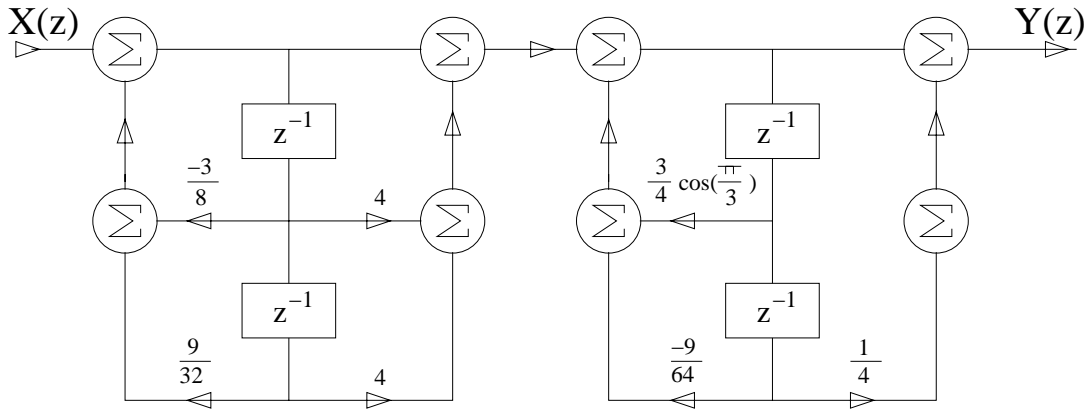 X(z) Σ Σ Σ Σ Y(z)
z⁻¹ z⁻¹
-3/8 4 3/4 cos(π/3)
Σ Σ Σ Σ
z⁻¹ z⁻¹
9/32 4 -9/64 1/4